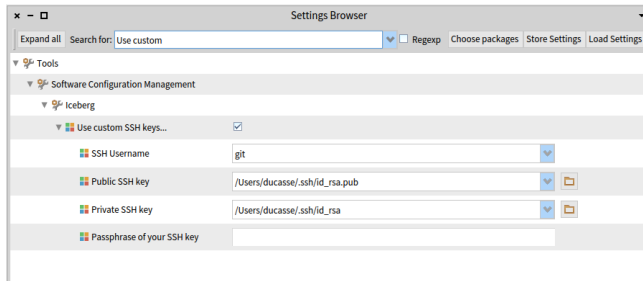 Settings Browser
Expand all Search for: Use custom Regexp Choose packages Store Settings Load Settings
Tools
Software Configuration Management
Iceberg
Use custom SSH keys...
SSH Username git
Public SSH key /Users/ducasse/.ssh/id_rsa.pub
Private SSH key /Users/ducasse/.ssh/id_rsa
Passphrase of your SSH key